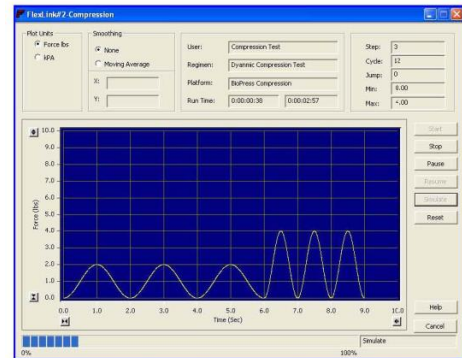 FlexLink#2-Compression
Plot Units
Force lbs
kPA
Smoothing
None
Moving Average
X:
Y:
User: Compression Test
Regimen: Dyannic Compression Test
Platform: BioPress Compression
Run Time: 0:00:00:38 0:00:02:57
Step: 3
Cycle: 12
Jump: 0
Min: 8.00
Max: -.00
10.0
9.0
8.0
7.0
6.0
5.0
4.0
3.0
2.0
1.0
0.0
Force (lbs)
0.0 1.0 2.0 3.0 4.0 5.0 6.0 7.0 8.0 9.0 10.0
Time (Sec)
Start
Stop
Pause
Resume
Simulate
Reset
Help
Cancel
Simulate
0% 100%